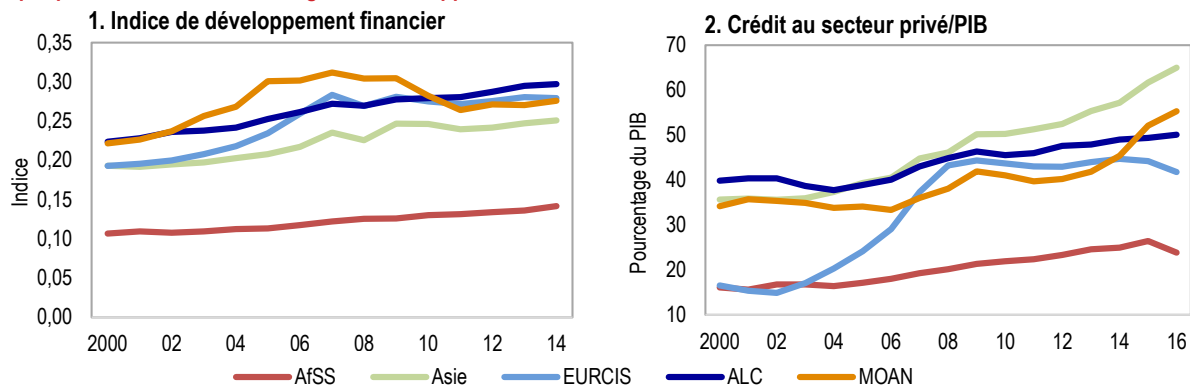 1. Indice de développement financier
0,35
0,30
0,25
0,20
0,15
0,10
0,05
0,00
Indice
2000 02 04 06 08 10 12 14
2. Crédit au secteur privé/PIB
70
60
50
40
30
20
10
Pourcentage du PIB
2000 02 04 06 08 10 12 14 16
AfSS Asie EURCIS ALC MOAN